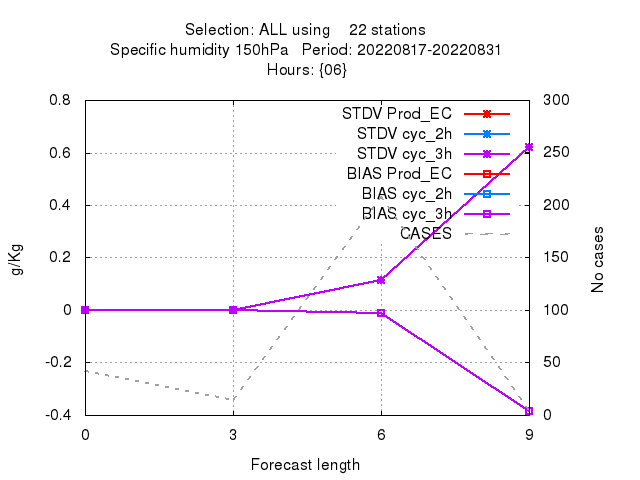 Selection: ALL using 22 stations
Specific humidity 150hPa Period: 20220817-20220831
Hours: {06}
0.8
0.6
0.4
0.2
0
-0.2
-0.4
300
250
200
150
100
50
0
STDV Prod_EC
STDV cyc_2h
STDV cyc_3h
BIAS Prod_EC
BIAS cyc_2h
BIAS cyc_3h
CASES
g/Kg
No cases
0 3 6 9
Forecast length